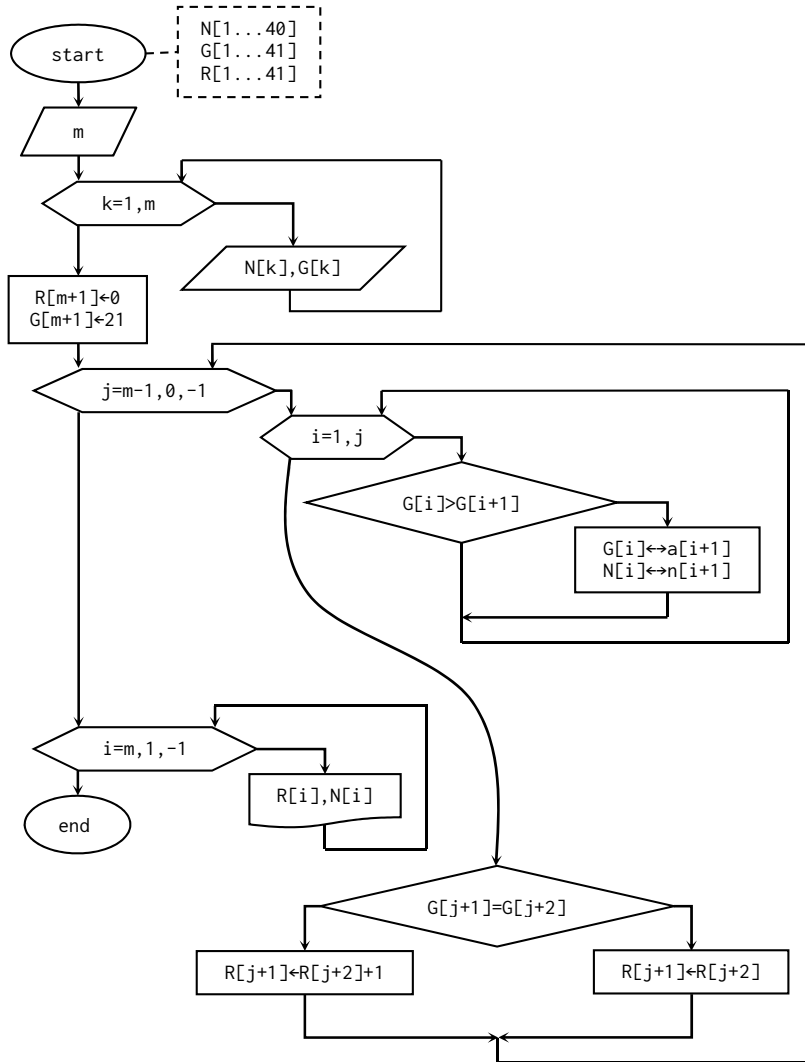 start
N[1...40]
G[1...41]
R[1...41]
m
k=1,m
N[k],G[k]
R[m+1]←0
G[m+1]←21
j=m-1,0,-1
i=1,j
G[i]>G[i+1]
G[i]↔a[i+1]
N[i]↔n[i+1]
i=m,1,-1
R[i],N[i]
end
G[j+1]=G[j+2]
R[j+1]←R[j+2]+1
R[j+1]←R[j+2]